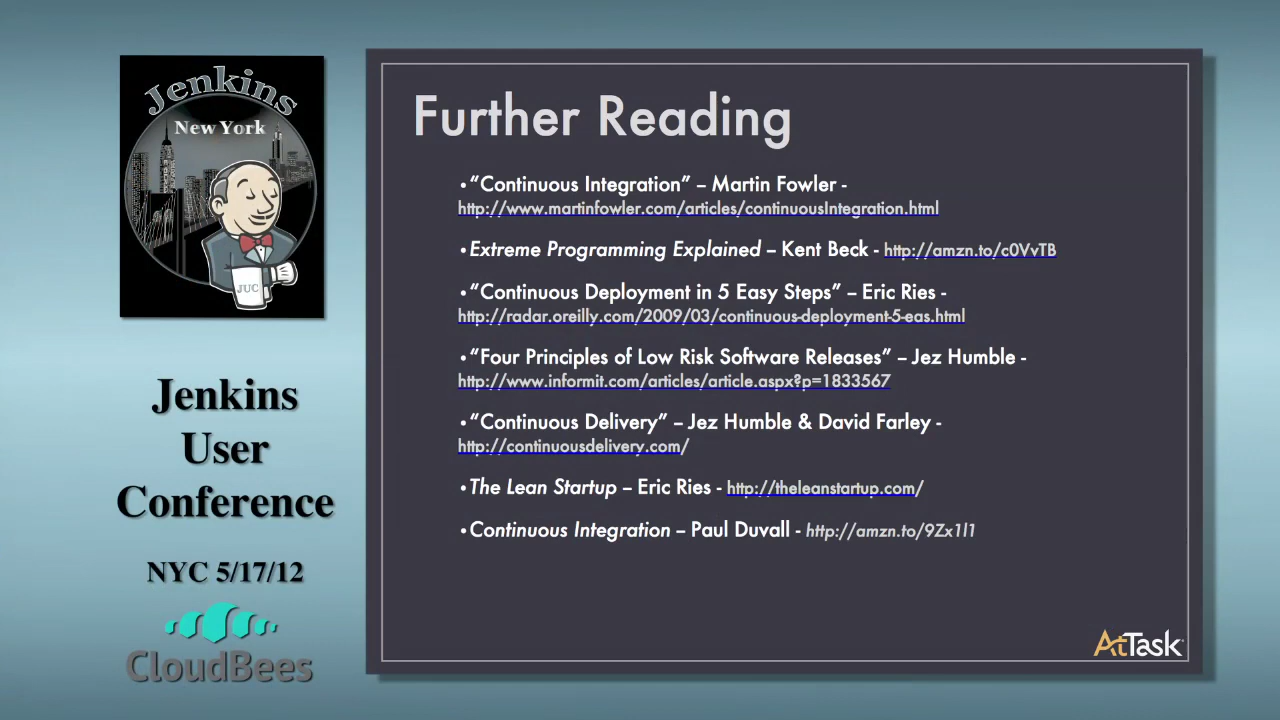 Jenkins
New York
JUC
Jenkins
User
Conference
NYC 5/17/12
CloudBees
Further Reading
•“Continuous Integration” – Martin Fowler -
http://www.martinfowler.com/articles/continuousIntegration.html
•Extreme Programming Explained – Kent Beck - http://amzn.to/c0VvTB
•“Continuous Deployment in 5 Easy Steps” – Eric Ries -
http://radar.oreilly.com/2009/03/continuous-deployment-5-eas.html
•“Four Principles of Low Risk Software Releases” – Jez Humble -
http://www.informit.com/articles/article.aspx?p=1833567
•“Continuous Delivery” – Jez Humble & David Farley -
http://continuousdelivery.com/
•The Lean Startup – Eric Ries - http://theleanstartup.com/
•Continuous Integration – Paul Duvall - http://amzn.to/9Zx1l1
AtTask